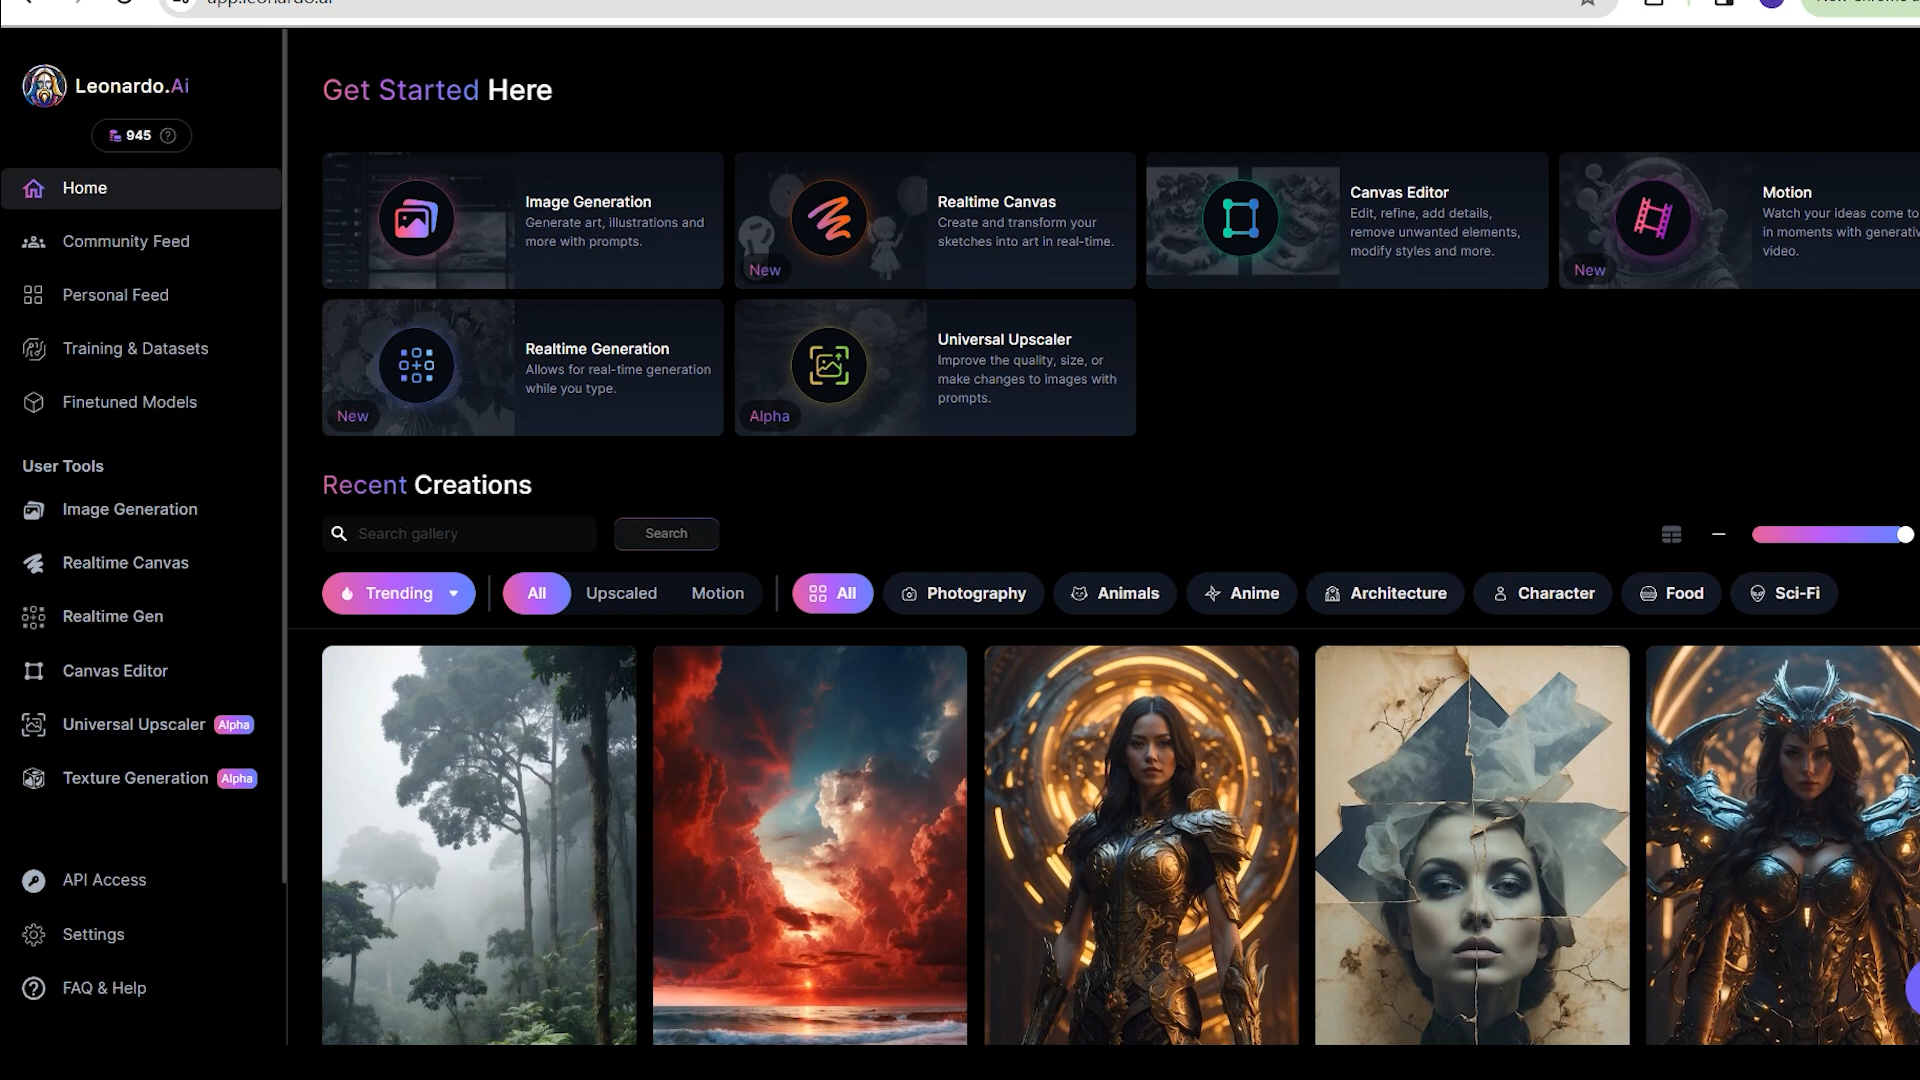 app.leonardo.ai
Leonardo.Ai
945
Home
Community Feed
Personal Feed
Training & Datasets
Finetuned Models
User Tools
Image Generation
Realtime Canvas
Realtime Gen
Canvas Editor
Universal Upscaler Alpha
Texture Generation Alpha
API Access
Settings
FAQ & Help
Get Started Here
Image Generation
Generate art, illustrations and
more with prompts.
Realtime Canvas
Create and transform your
sketches into art in real-time.
New
Canvas Editor
Edit, refine, add details,
remove unwanted elements,
modify styles and more.
Motion
Watch your ideas come to
in moments with generativ
video.
New
Realtime Generation
Allows for real-time generation
while you type.
New
Universal Upscaler
Improve the quality, size, or
make changes to images with
prompts.
Alpha
Recent Creations
Search gallery
Search
Trending
All Upscaled Motion
All Photography Animals Anime Architecture Character Food Sci-Fi